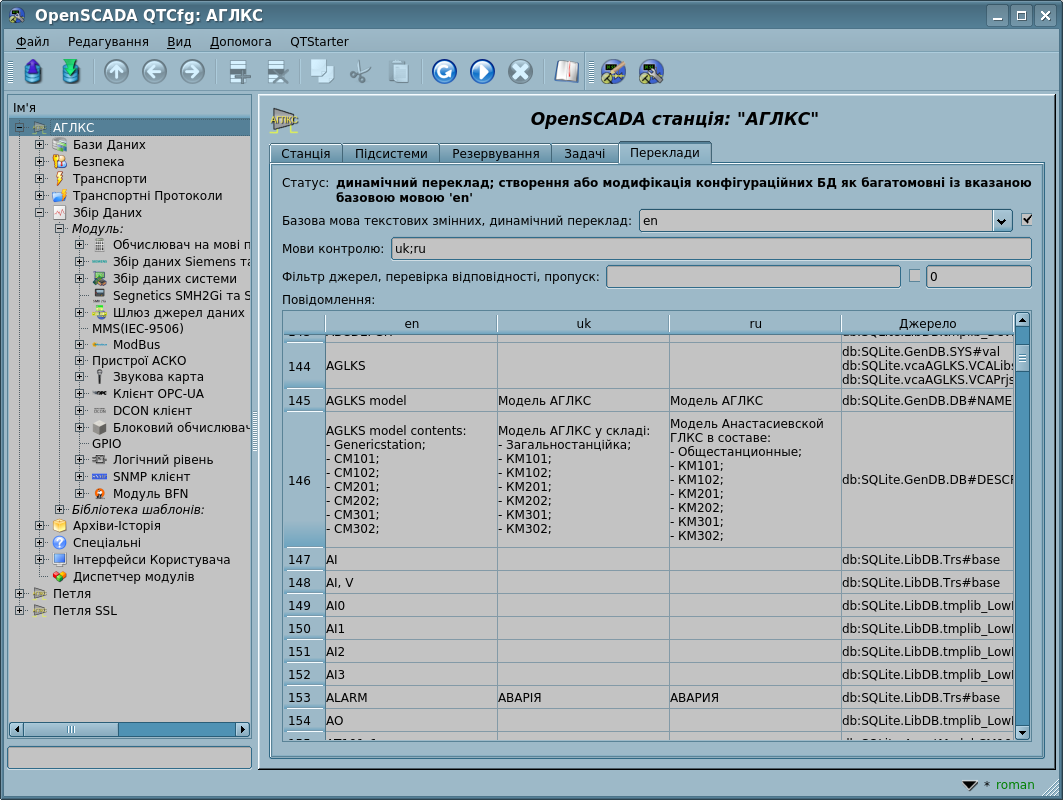 OpenSCADA QTCfg: АГЛКС
Файл Редагування Вид Допомога QTStarter
Ім'я
АГЛКС
Бази Даних
Безпека
Транспорти
Транспортні Протоколи
Збір Даних
Модуль:
Обчислювач на мові п
Збір даних Siemens та
Збір даних системи
Segnetics SMH2Gi та S
Шлюз джерел даних
MMS(IEC-9506)
ModBus
Пристрої АСКО
Звукова карта
Клієнт OPC-UA
DCON клієнт
Блоковий обчислювач
GPIO
Логічний рівень
SNMP клієнт
Модуль BFN
Бібліотека шаблонів:
Архіви-Історія
Спеціальні
Інтерфейси Користувача
Диспетчер модулів
Петля
Петля SSL
АГЛКС
OpenSCADA станція: "АГЛКС"
Станція Підсистеми Резервування Задачі Переклади
Статус: динамічний переклад; створення або модифікація конфігураційних БД як багатомовні із вказаною
базовою мовою 'en'
Базова мова текстових змінних, динамічний переклад: en
Мови контролю: uk;ru
Фільтр джерел, перевірка відповідності, пропуск: 0
Повідомлення:
en uk ru Джерело
144 AGLKS db:SQLite.GenDB.SYS#val
db:SQLite.vcaAGLKS.VCALibs
db:SQLite.vcaAGLKS.VCAPrjs
145 AGLKS model Модель АГЛКС Модель АГЛКС db:SQLite.GenDB.DB#NAME
146
AGLKS model contents:
- Genericstation;
- CM101;
- CM102;
- CM201;
- CM202;
- CM301;
- CM302;
Модель АГЛКС у складі:
- Загальностанційка;
- КМ101;
- КМ102;
- КМ201;
- КМ202;
- КМ301;
- КМ302;
Модель Анастасиевской
ГЛКС в составе:
- Общестанционные;
- КМ101;
- КМ102;
- КМ201;
- КМ202;
- КМ301;
- КМ302;
db:SQLite.GenDB.DB#DESCR
147 AI db:SQLite.LibDB.Trs#base
148 AI, V db:SQLite.LibDB.Trs#base
149 AI0 db:SQLite.LibDB.tmplib_Low
150 AI1 db:SQLite.LibDB.tmplib_Low
151 AI2 db:SQLite.LibDB.tmplib_Low
152 AI3 db:SQLite.LibDB.tmplib_Low
153 ALARM АВАРІЯ АВАРИЯ db:SQLite.LibDB.Trs#base
154 AO db:SQLite.LibDB.tmplib_Low
* roman